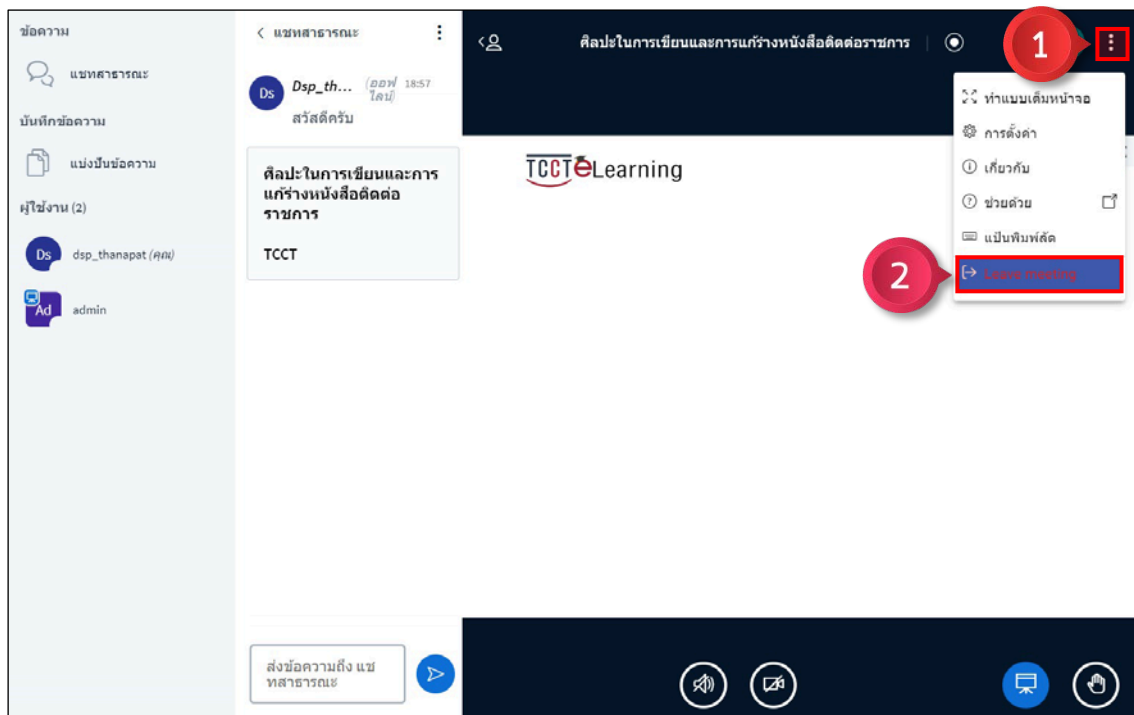 ข้อความ
แชทสาธารณะ
บันทึกข้อความ
แบ่งปันข้อความ
ผู้ใช้งาน (2)
Ds
dsp_thanapat (คุณ)
Ad
admin
แชทสาธารณะ
Ds
Dsp_th... (ออฟไลน์) 18:57
สวัสดีครับ
ศิลปะในการเขียนและการ
แก้ร่างหนังสือติดต่อ
ราชการ
TCCT
ส่งข้อความถึง แช
ทสาธารณะ
ศิลปะในการเขียนและการแก้ร่างหนังสือติดต่อราชการ
1
TCCT eLearning
ทำแบบเต็มหน้าจอ
การตั้งค่า
เกี่ยวกับ
ช่วยด้วย
แป้นพิมพ์ลัด
2
Leave meeting